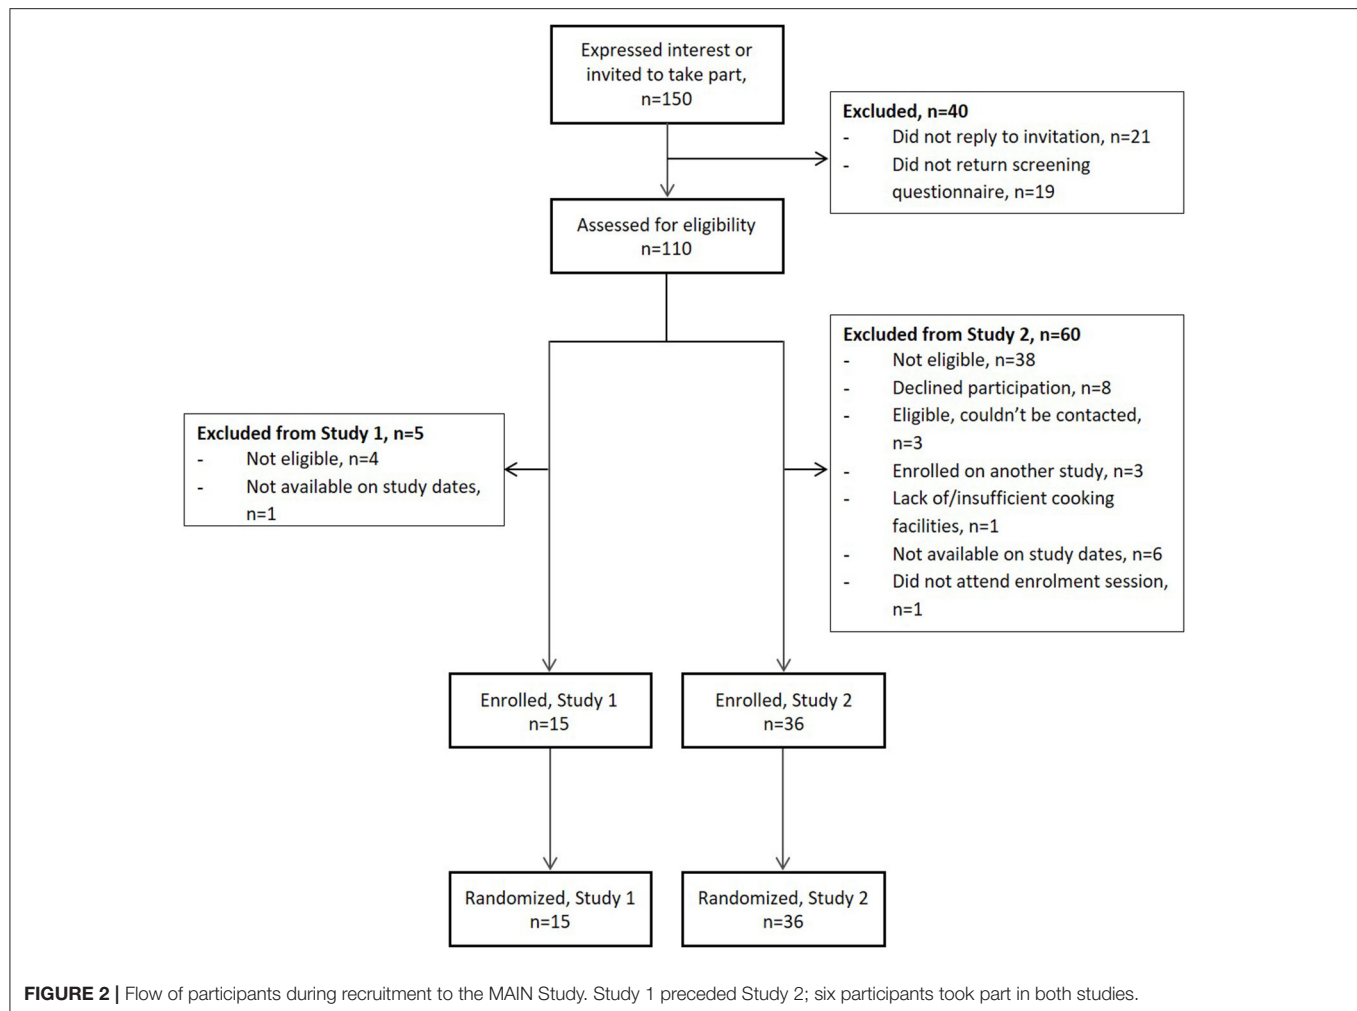 Expressed interest or
invited to take part,
n=150
Excluded, n=40
- Did not reply to invitation, n=21
- Did not return screening
questionnaire, n=19
Assessed for eligibility
n=110
Excluded from Study 2, n=60
- Not eligible, n=38
- Declined participation, n=8
- Eligible, couldn't be contacted,
n=3
- Enrolled on another study, n=3
- Lack of/insufficient cooking
facilities, n=1
- Not available on study dates, n=6
- Did not attend enrolment session,
n=1
Excluded from Study 1, n=5
- Not eligible, n=4
- Not available on study dates,
n=1
Enrolled, Study 1
n=15
Enrolled, Study 2
n=36
Randomized, Study 1
n=15
Randomized, Study 2
n=36
FIGURE 2 | Flow of participants during recruitment to the MAIN Study. Study 1 preceded Study 2; six participants took part in both studies.